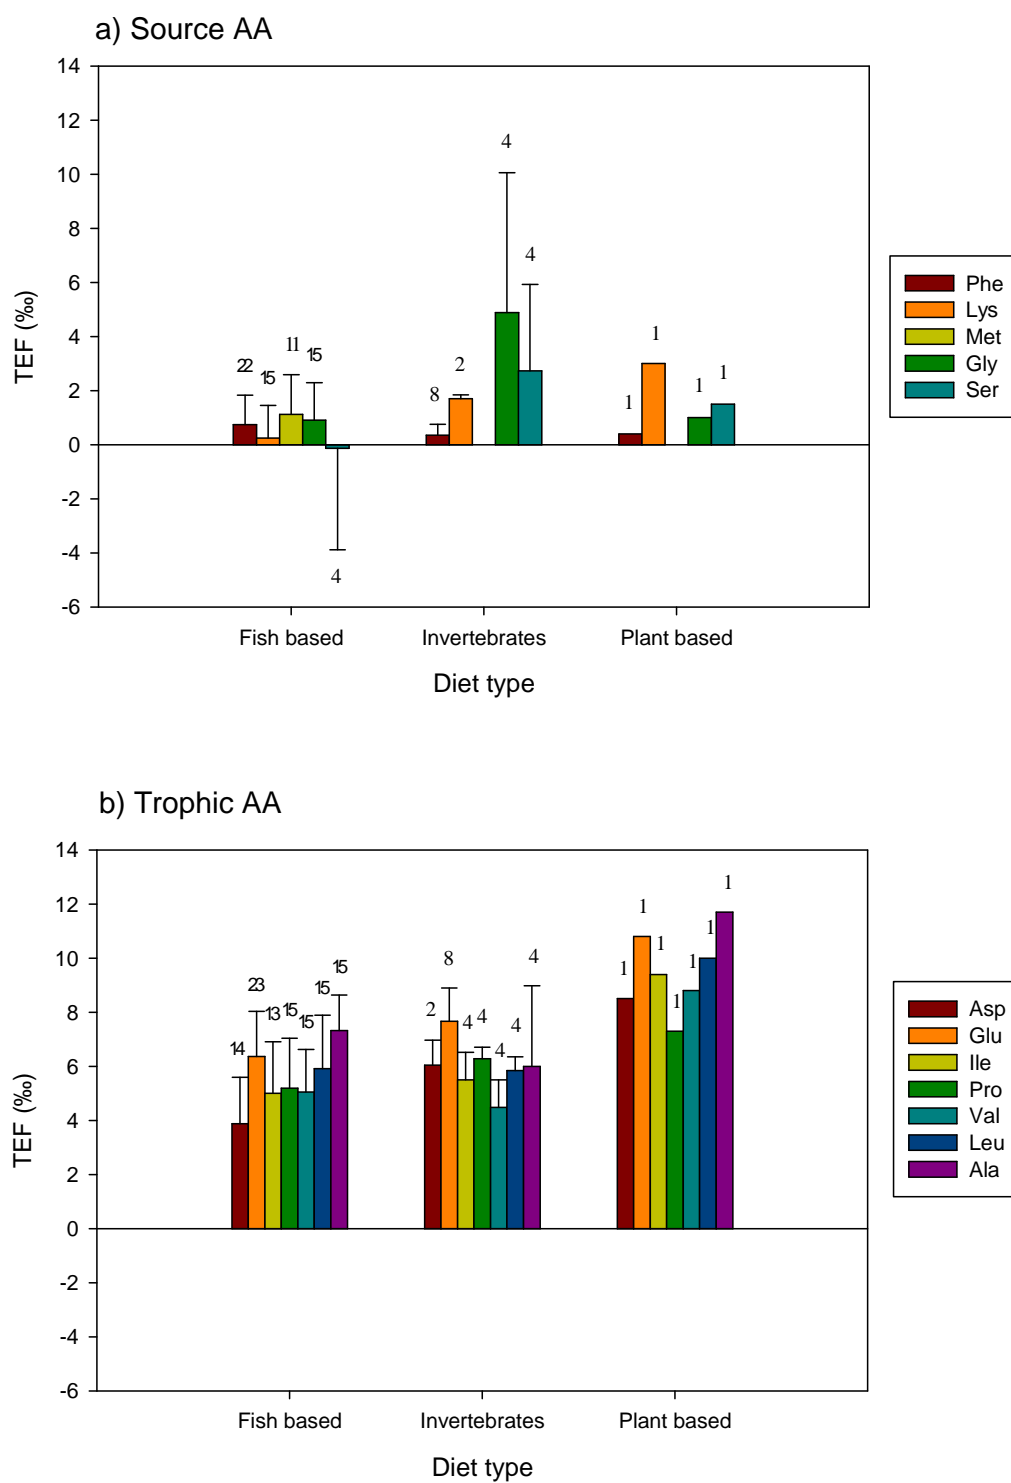 a) Source AA
14
12
10
8
6
4
2
0
-2
-4
-6
TEF (‰)
22
15
11
15
4
8
2
4
4
1
1
1
1
Fish based
Invertebrates
Plant based
Diet type
Phe
Lys
Met
Gly
Ser
b) Trophic AA
14
12
10
8
6
4
2
0
-2
-4
-6
TEF (‰)
14
23
13
15
15
15
15
2
8
4
4
4
4
4
1
1
1
1
1
1
1
Fish based
Invertebrates
Plant based
Diet type
Asp
Glu
Ile
Pro
Val
Leu
Ala